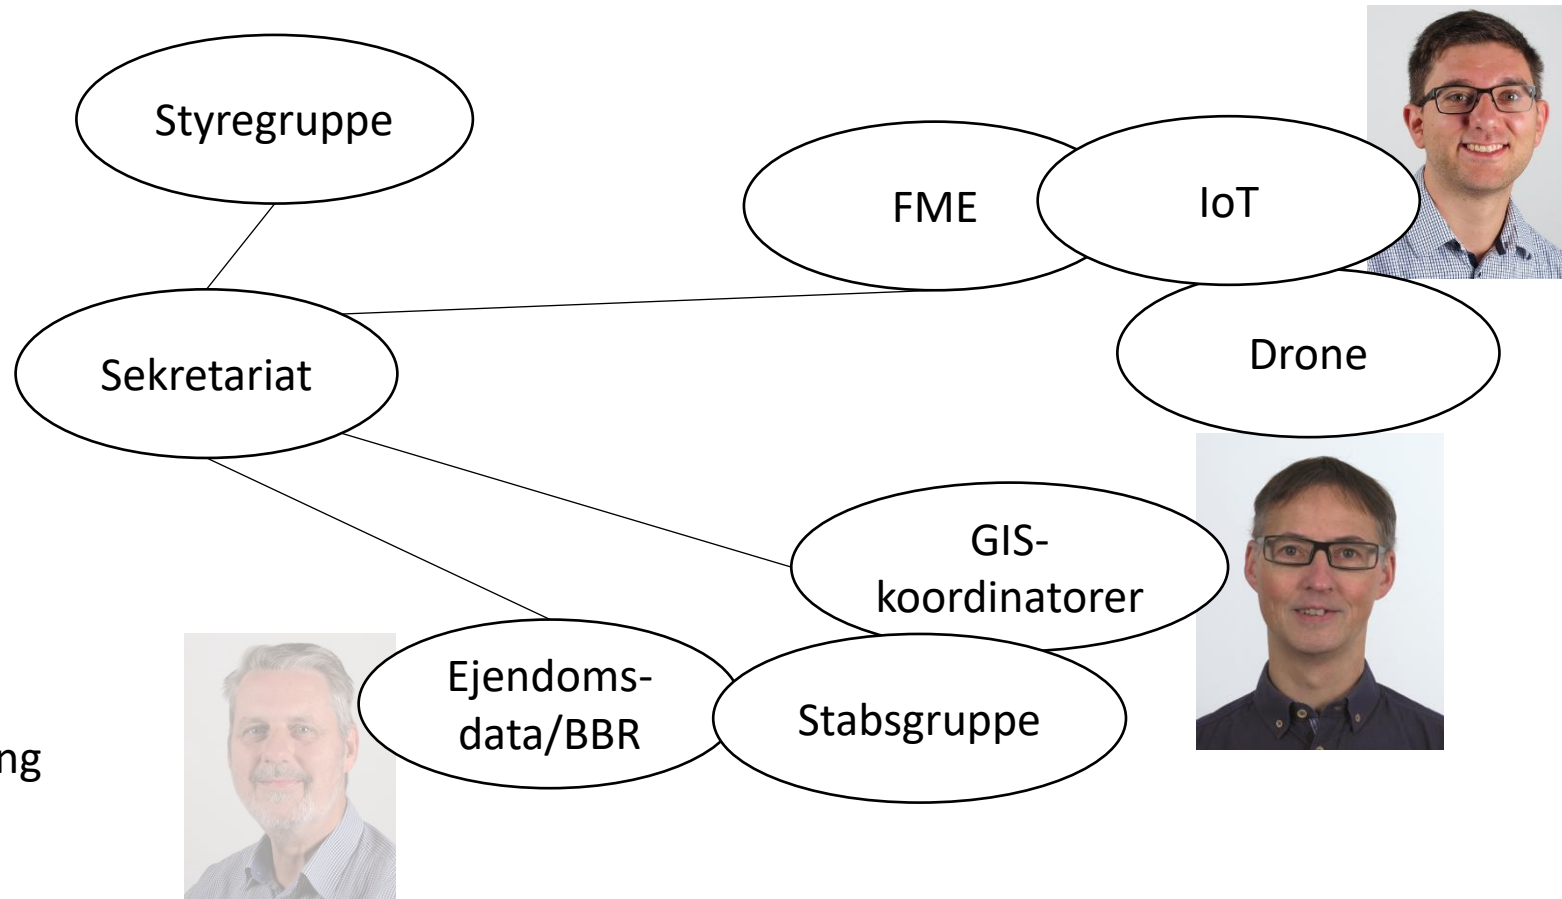 Styregruppe
FME
IoT
Sekretariat
Drone
GIS-
koordinatorer
Ejendoms-
data/BBR
Stabsgruppe
ng